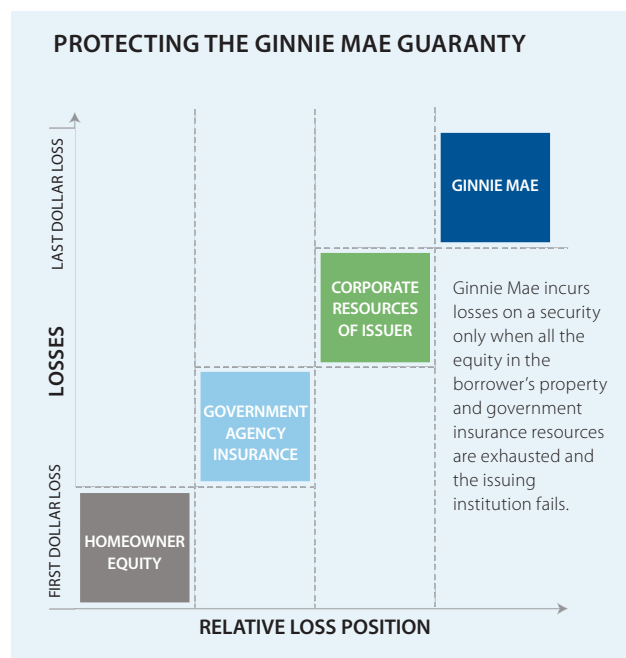 PROTECTING THE GINNIE MAE GUARANTY
LAST DOLLAR LOSS
LOSSES
FIRST DOLLAR LOSS
GINNIE MAE
CORPORATE
RESOURCES
OF ISSUER
GOVERNMENT
AGENCY
INSURANCE
HOMEOWNER
EQUITY
Ginnie Mae incurs
losses on a security
only when all the
equity in the
borrower’s property
and government
insurance resources
are exhausted and
the issuing
institution fails.
RELATIVE LOSS POSITION